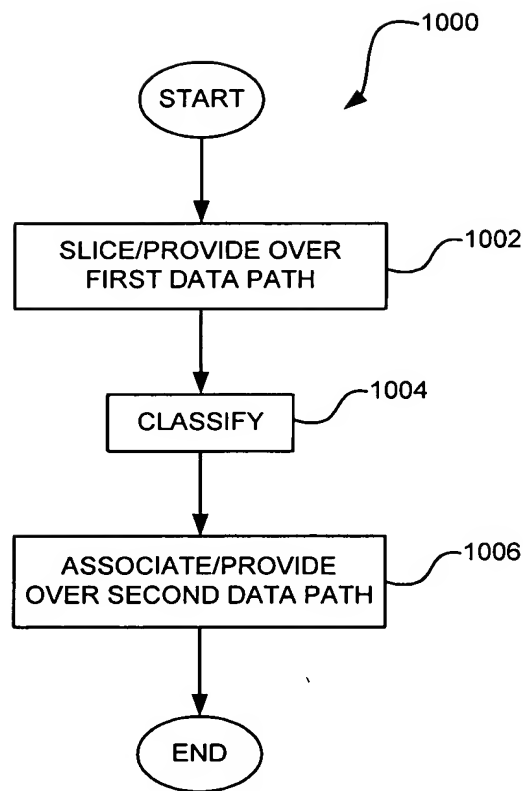 1000
START
SLICE/PROVIDE OVER
FIRST DATA PATH
1002
CLASSIFY
1004
ASSOCIATE/PROVIDE
OVER SECOND DATA PATH
1006
END